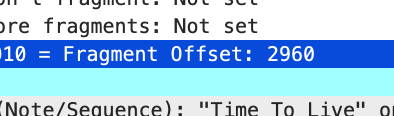 fragment: Not set
ore fragments: Not set
010 = Fragment Offset: 2960
(Note/Sequence): "Time To Live"